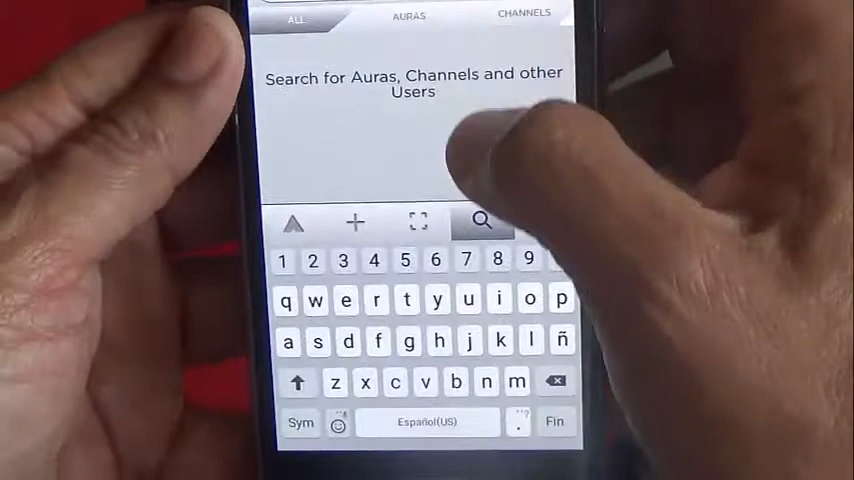 ALL AURAS CHANNELS
Search for Auras, Channels and other
Users
1 2 3 4 5 6 7 8 9
q w e r t y u i o p
a s d f g h j k l ñ
z x c v b n m
Sym Español(US) . Fin